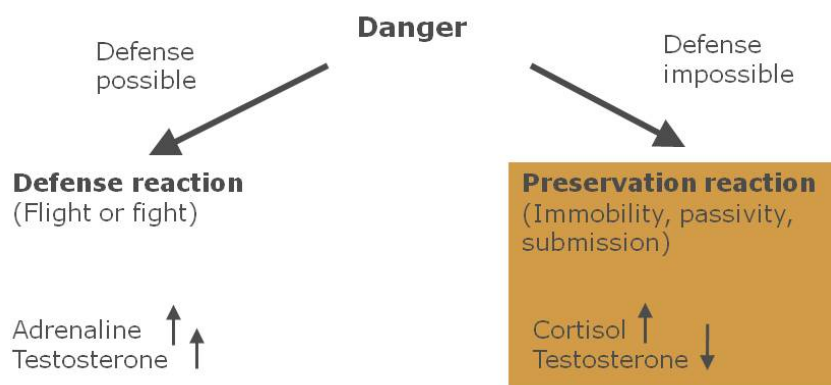 Danger
Defense
possible
Defense
impossible
Defense reaction
(Flight or fight)
Adrenaline
Testosterone
Preservation reaction
(Immobility, passivity,
submission)
Cortisol
Testosterone